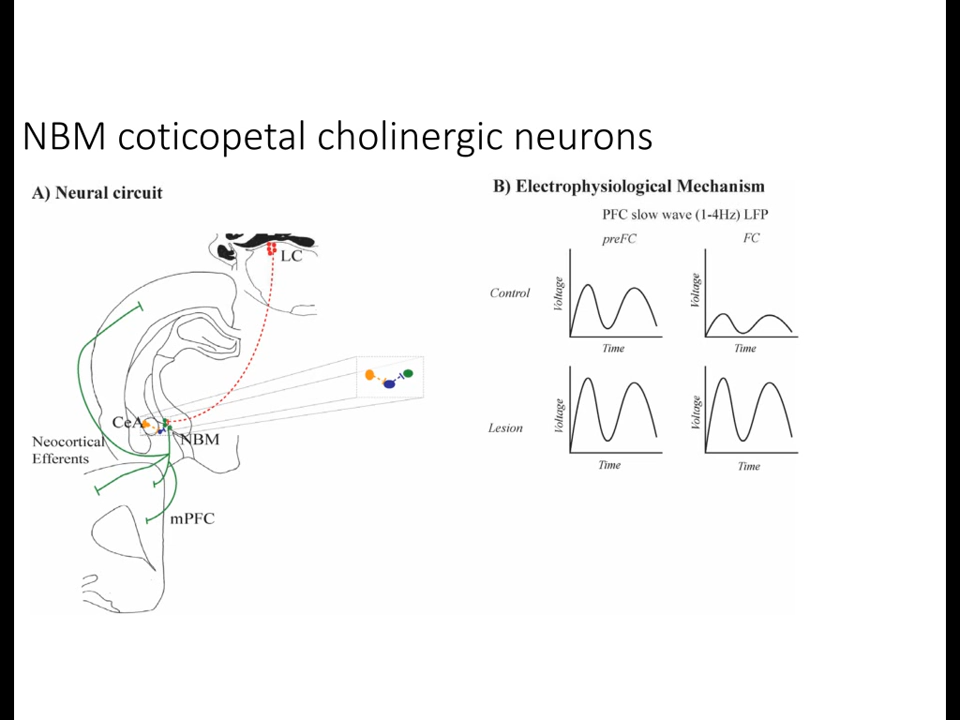 NBM coticopetal cholinergic neurons
A) Neural circuit
LC
CeA
NBM
Neocortical
Efferents
mPFC
B) Electrophysiological Mechanism
PFC slow wave (1-4Hz) LFP
preFC
FC
Control
Voltage
Time
Voltage
Time
Lesion
Voltage
Time
Voltage
Time